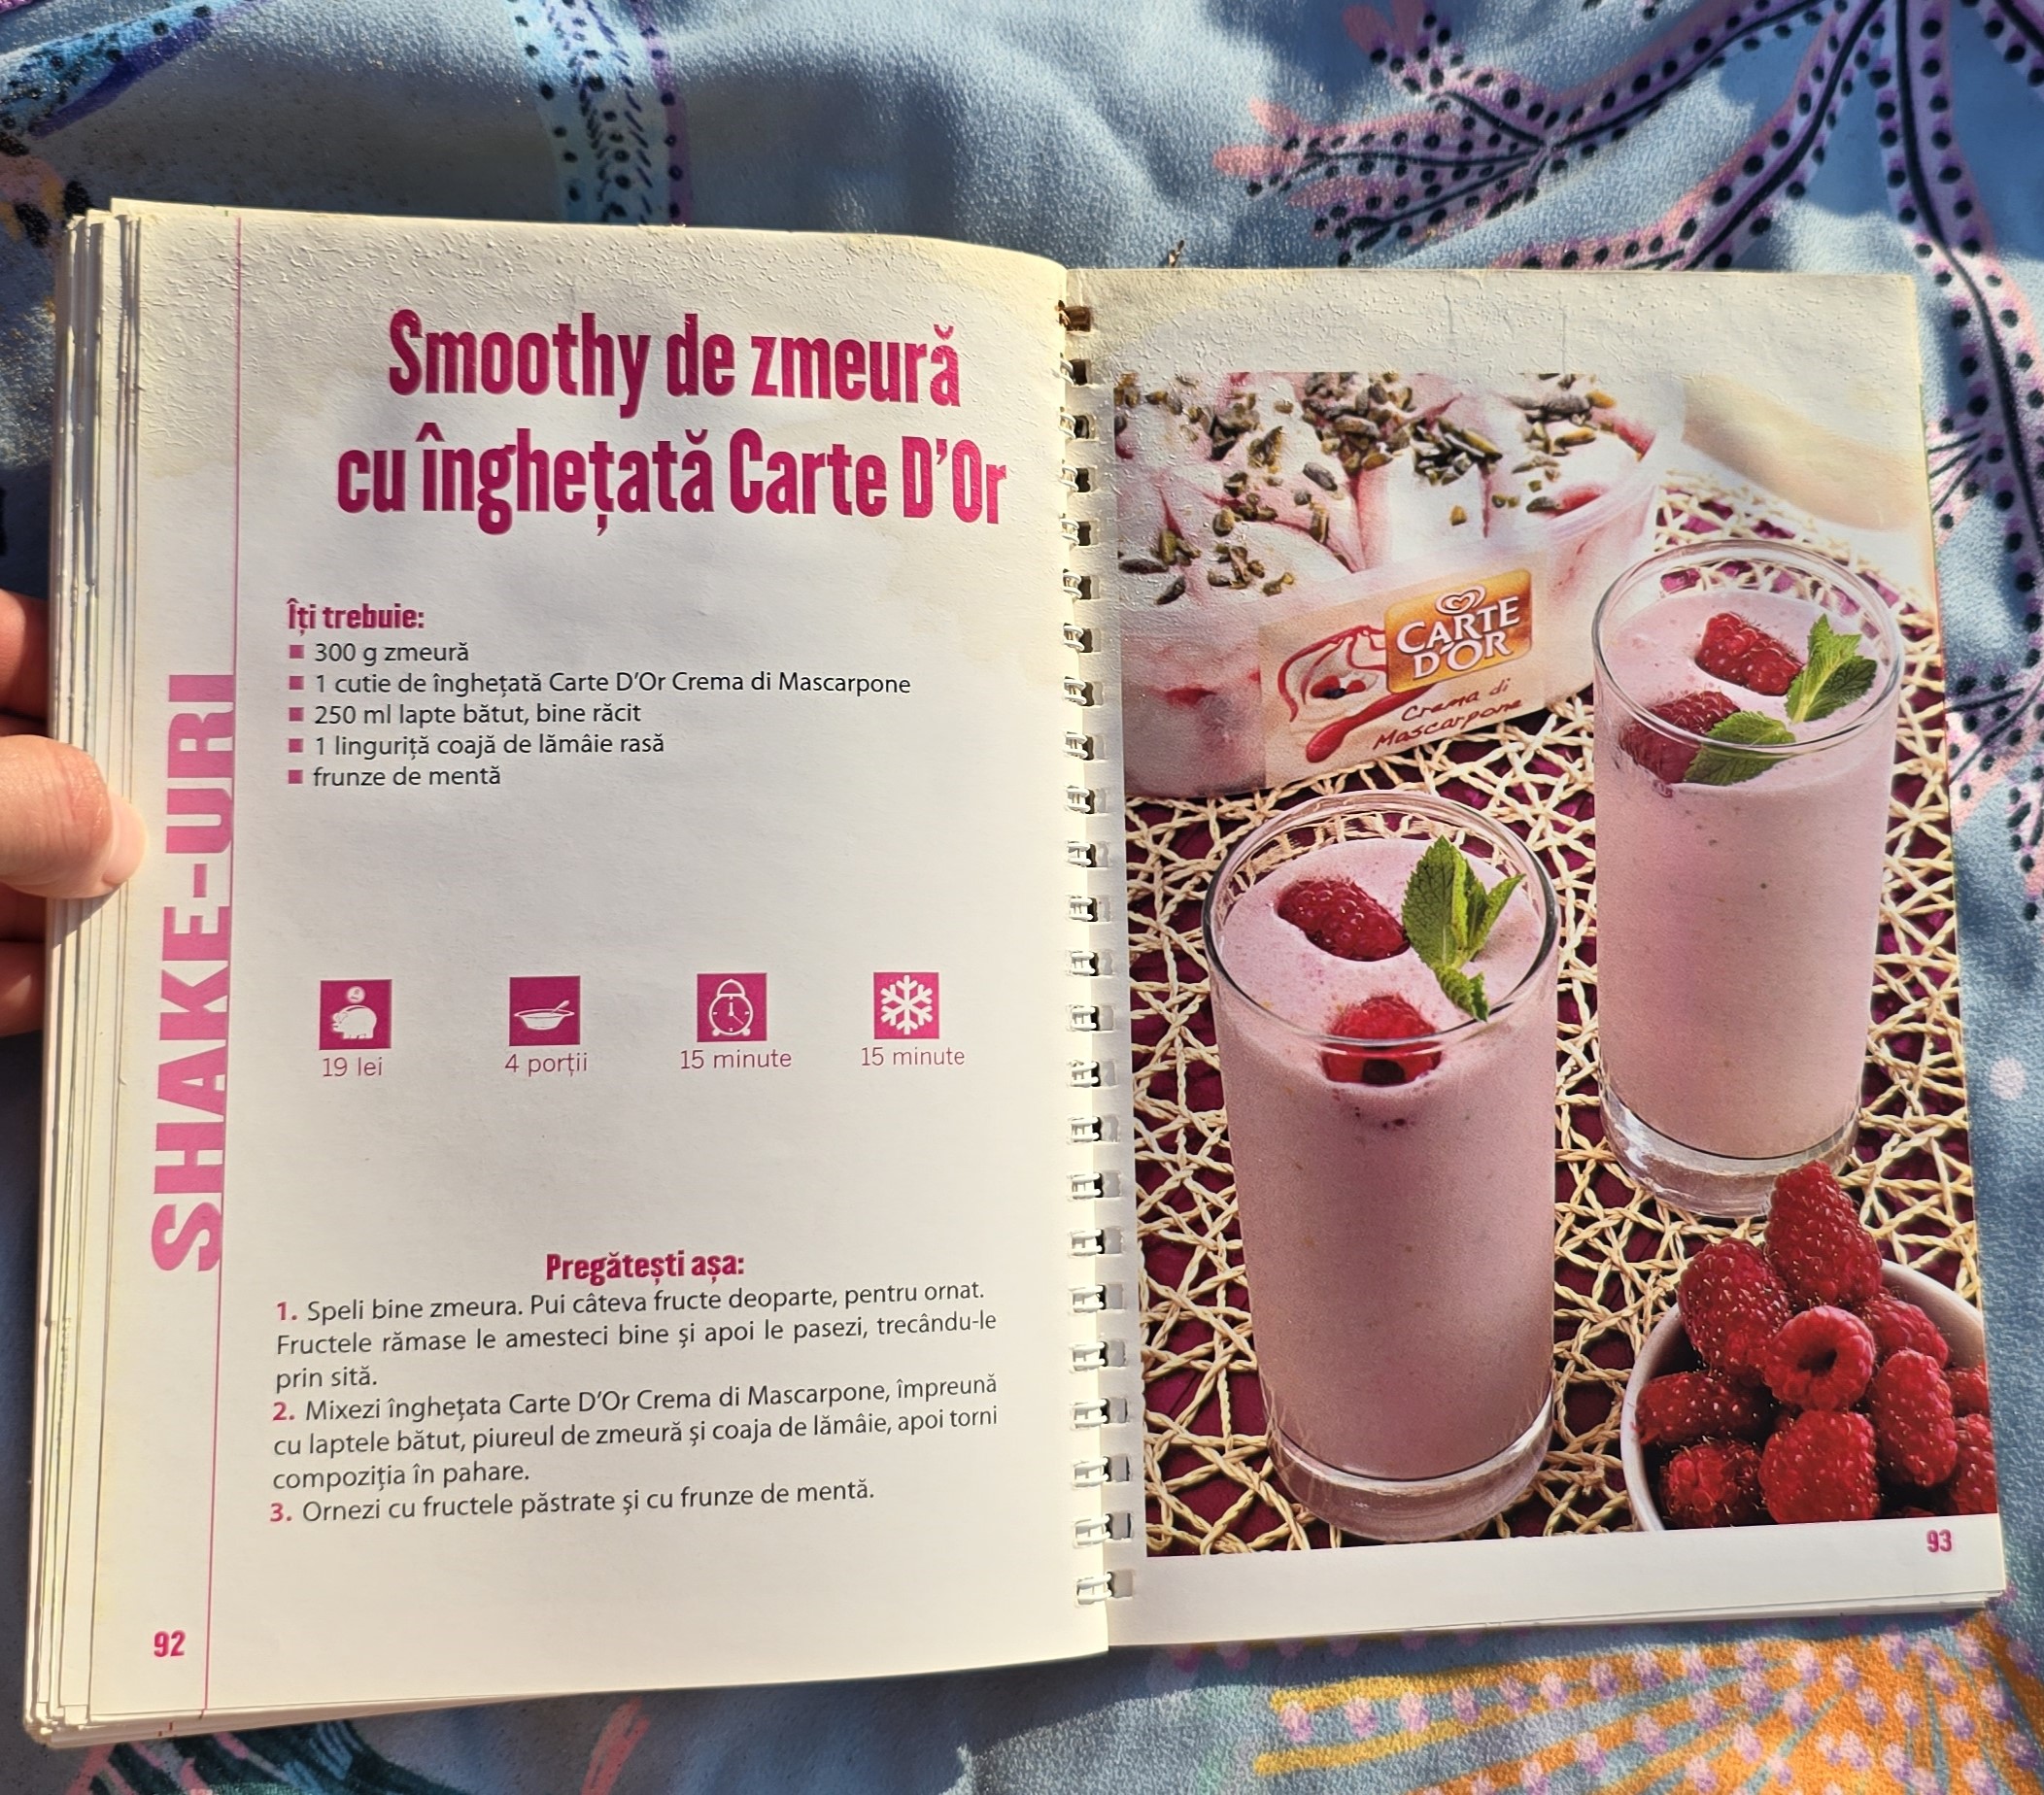 Smoothy de zmeură
cu înghețată Carte D'Or
Îți trebuie:
300 g zmeură
1 cutie de înghețată Carte D'Or Crema di Mascarpone
250 ml lapte bătut, bine răcit
1 linguriță coajă de lămâie rasă
frunze de mentă
SHAKE-URI
19 lei
4 porții
15 minute
15 minute
Pregătești așa:
1. Speli bine zmeura. Pui câteva fructe deoparte, pentru ornat.
Fructele rămase le amesteci bine și apoi le pasezi, trecându-le
prin sită.
2. Mixezi înghețata Carte D'Or Crema di Mascarpone, împreună
cu laptele bătut, piureul de zmeură și coaja de lămâie, apoi torni
compoziția în pahare.
3. Ornezi cu fructele păstrate și cu frunze de mentă.
92
CARTE
D'OR
Crema di
Mascarpone
93